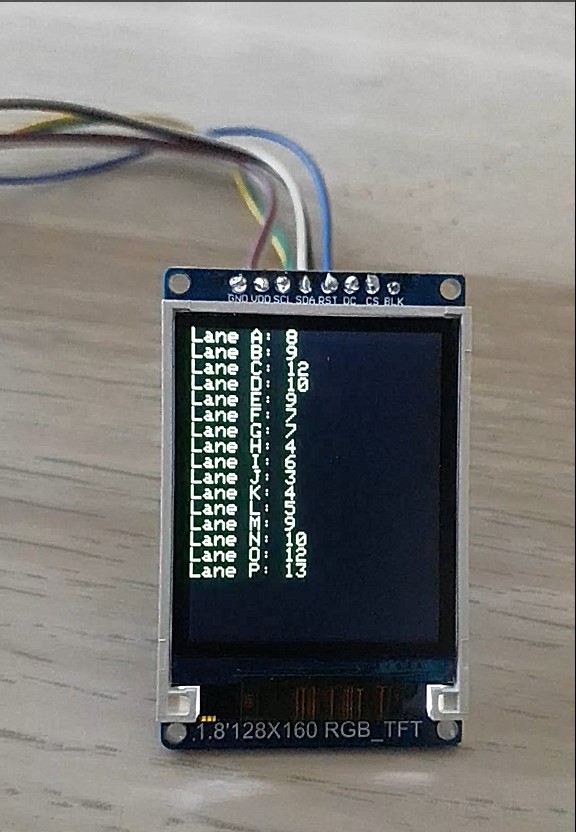 GND VDD SCL SDA RST DC CS BLK
Lane A: 8
Lane B: 9
Lane C: 12
Lane D: 10
Lane E: 9
Lane F: 7
Lane G: 7
Lane H: 4
Lane I: 6
Lane J: 3
Lane K: 4
Lane L: 5
Lane M: 9
Lane N: 10
Lane O: 12
Lane P: 13
1.8'128X160 RGB_TFT